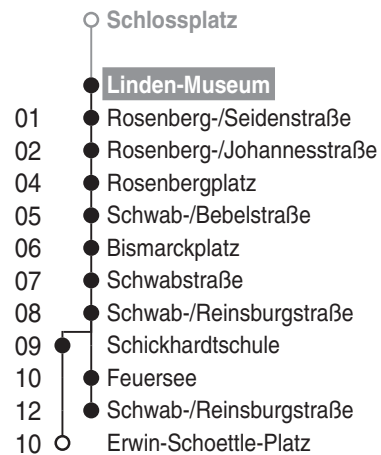 Schlossplatz
Linden-Museum
01 Rosenberg-/Seidenstraße
02 Rosenberg-/Johannesstraße
04 Rosenbergplatz
05 Schwab-/Bebelstraße
06 Bismarckplatz
07 Schwabstraße
08 Schwab-/Reinsburgstraße
09 Schickhardtschule
10 Feuersee
12 Schwab-/Reinsburgstraße
10 Erwin-Schoettle-Platz